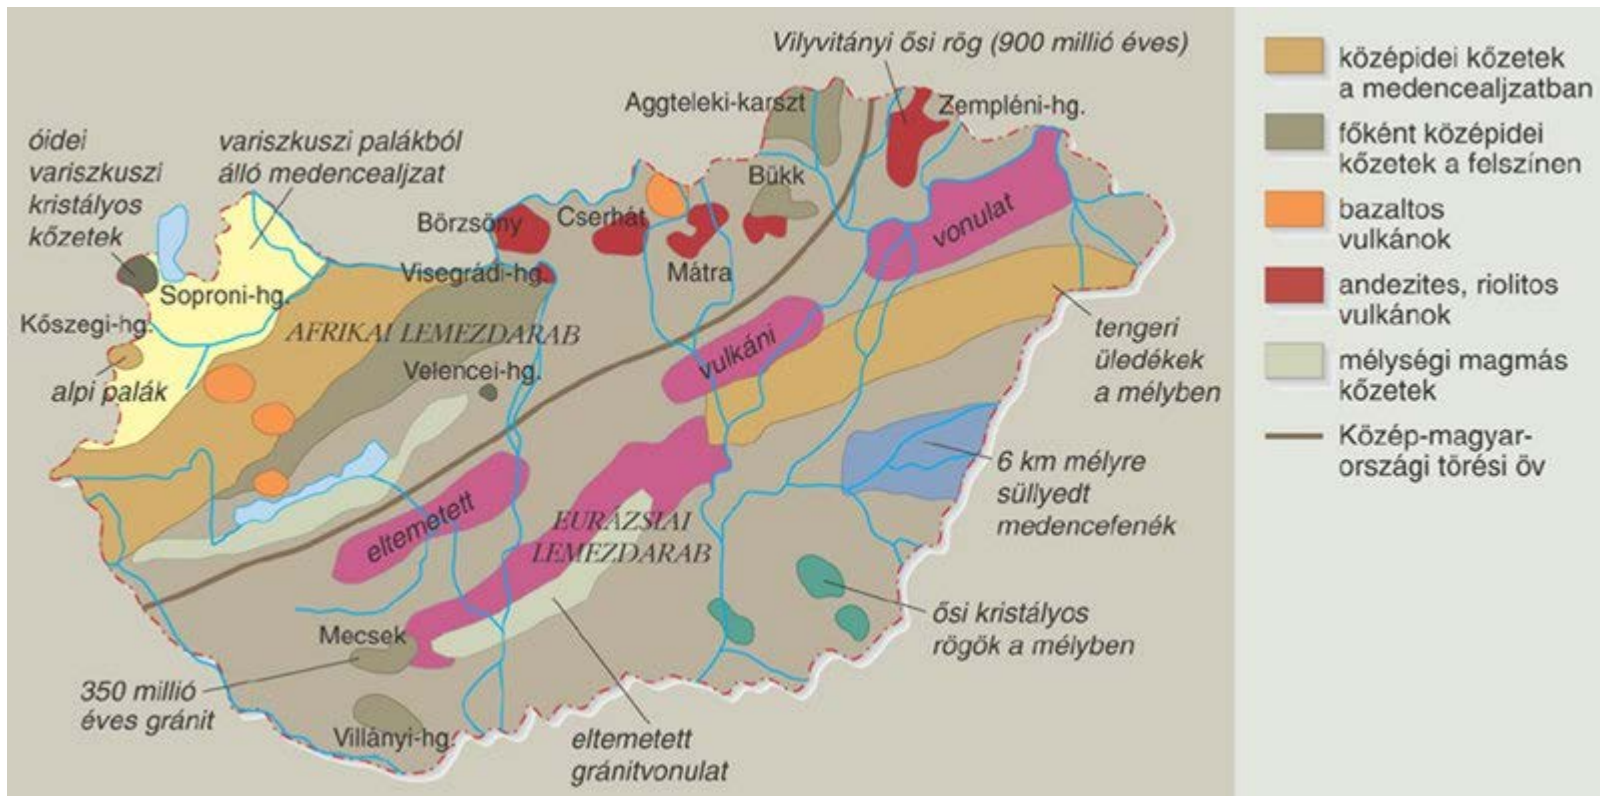 Vilyvitányi ősi rög (900 millió éves)
Aggteleki-karszt
Zempléni-hg.
óidei
variszkuszi
kristályos
kőzetek
variszkuszi palákból
álló medencealjzat
Bükk
Börzsöny
Cserhát
vonulat
Visegrádi-hg.
Mátra
Soproni-hg.
Kőszegi-hg.
AFRIKAI LEMEZDARAB
vulkáni
tengeri
üledékek
a mélyben
Velencei-hg.
alpi palák
6 km mélyre
süllyedt
medencefenék
eltemetett
EURÁZSIAI
LEMEZDARAB
ősi kristályos
rögök a mélyben
Mecsek
350 millió
éves gránit
Villányi-hg.
eltemetett
gránitvonulat
középidei kőzetek
a medencealjzatban
főként középidei
kőzetek a felszínen
bazaltos
vulkánok
andezites, riolitos
vulkánok
mélységi magmás
kőzetek
Közép-magyar-
országi törési öv